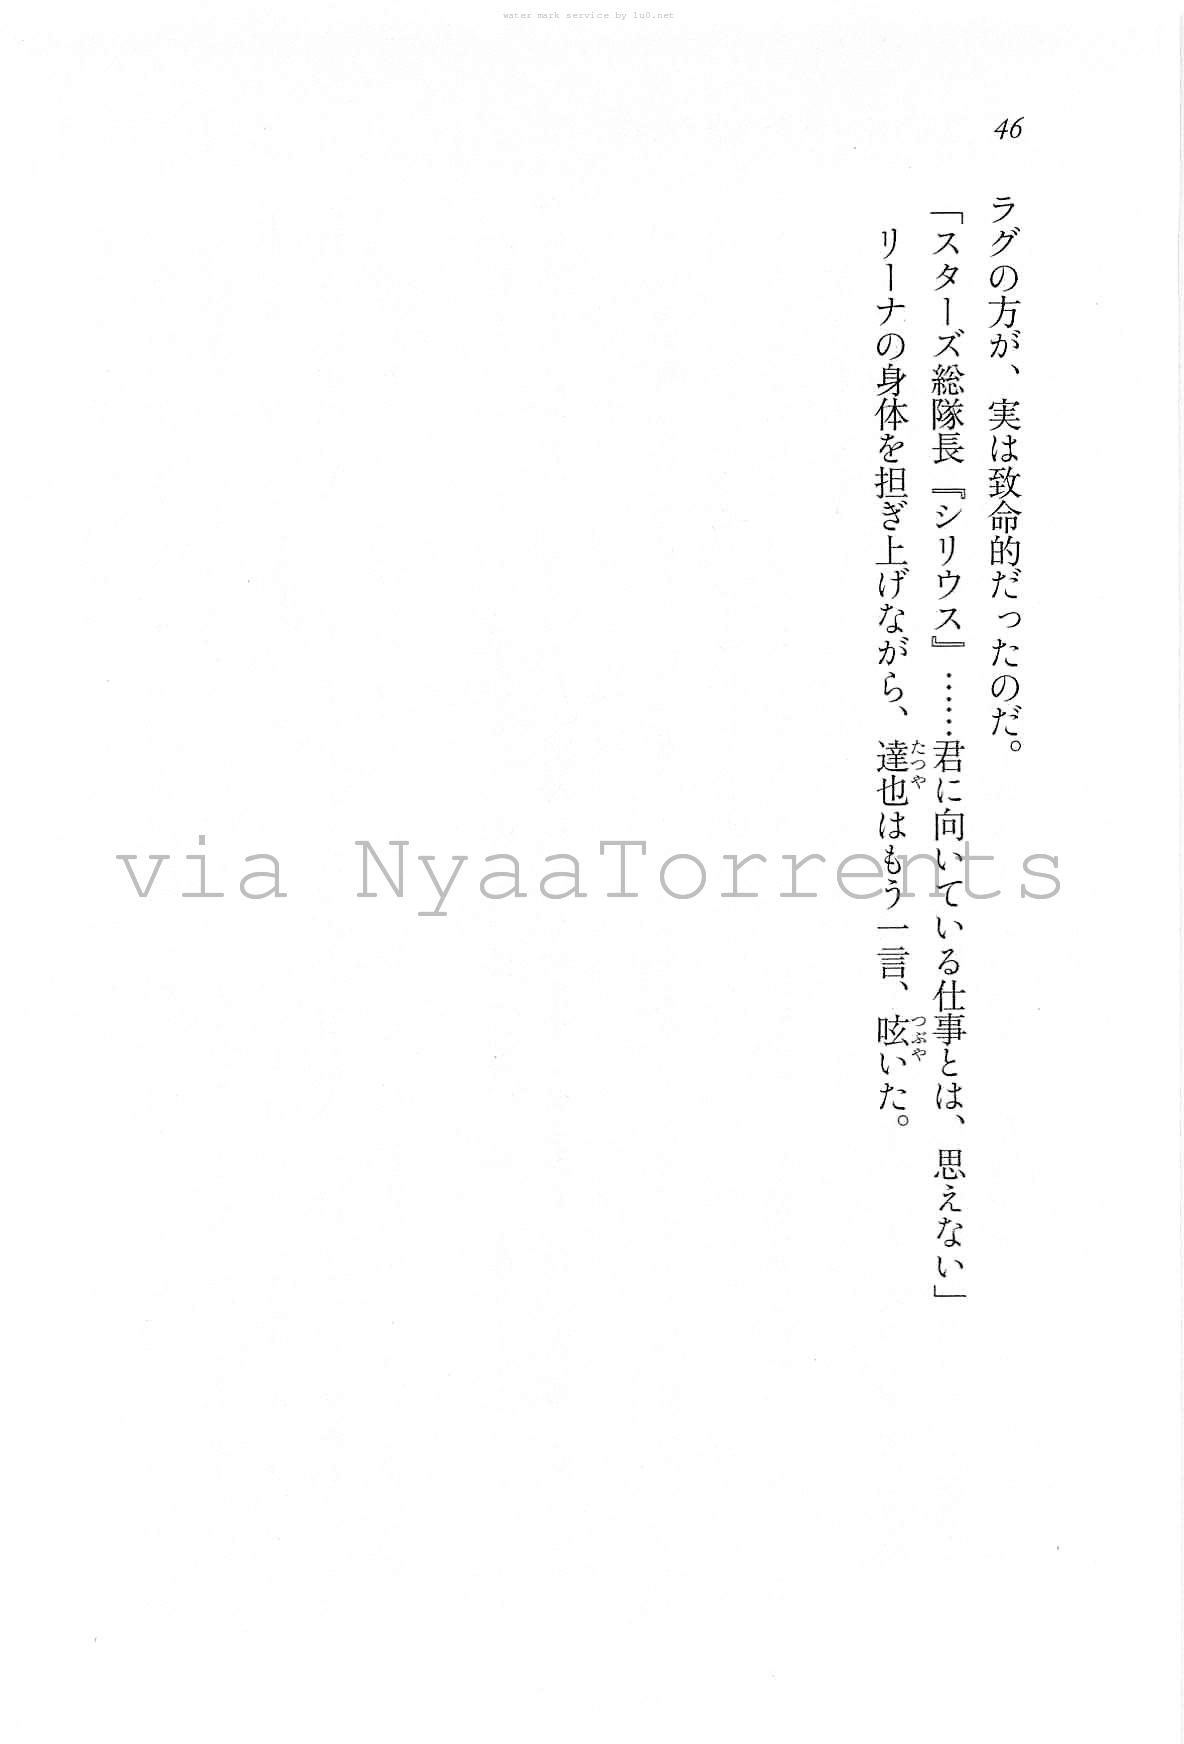 water mark service by 1u0.net
46
ラグの方が、実は致命的だったのだ。
「スターズ総隊長『シリウス』……君に向いている仕事とは、思えない」
リーナの身体を担ぎ上げながら、達也はもう一言、呟いた。
たつや
つぶや
via NyaaTorrents